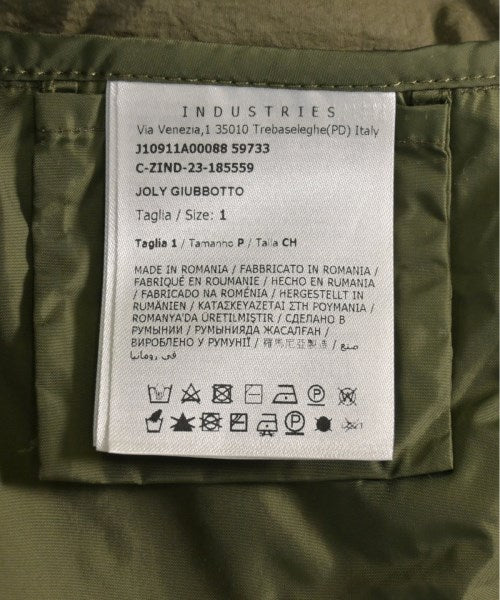 INDUSTRIES
Via Venezia,1 35010 Trebaseleghe(PD) Italy
J10911A00088 59733
C-ZIND-23-185559
JOLY GIUBBOTTO
Taglia / Size: 1
Taglia 1 / Tamanho P / Talla CH
MADE IN ROMANIA / FABBRICATO IN ROMANIA /
FABRIQUÉ EN ROUMANIE / HECHO EN RUMANIA
/ FABRICADO NA ROMÉNIA / HERGESTELLT IN
RUMÄNIEN / ΚΑΤΑΣΚΕΥΑΖΕΤΑΙ ΣΤΗ ΡΟΥΜΑΝΙΑ /
ROMANYA'DA ÜRETILMIŞTIR / СДЕЛАНО В
РУМЫНИИ / РУМЫНИЯДА ЖАСАЛҒАН /
ВИРОБЛЕНО У РУМУНІЇ / 羅馬尼亞製造 / صنع
في رومانيا